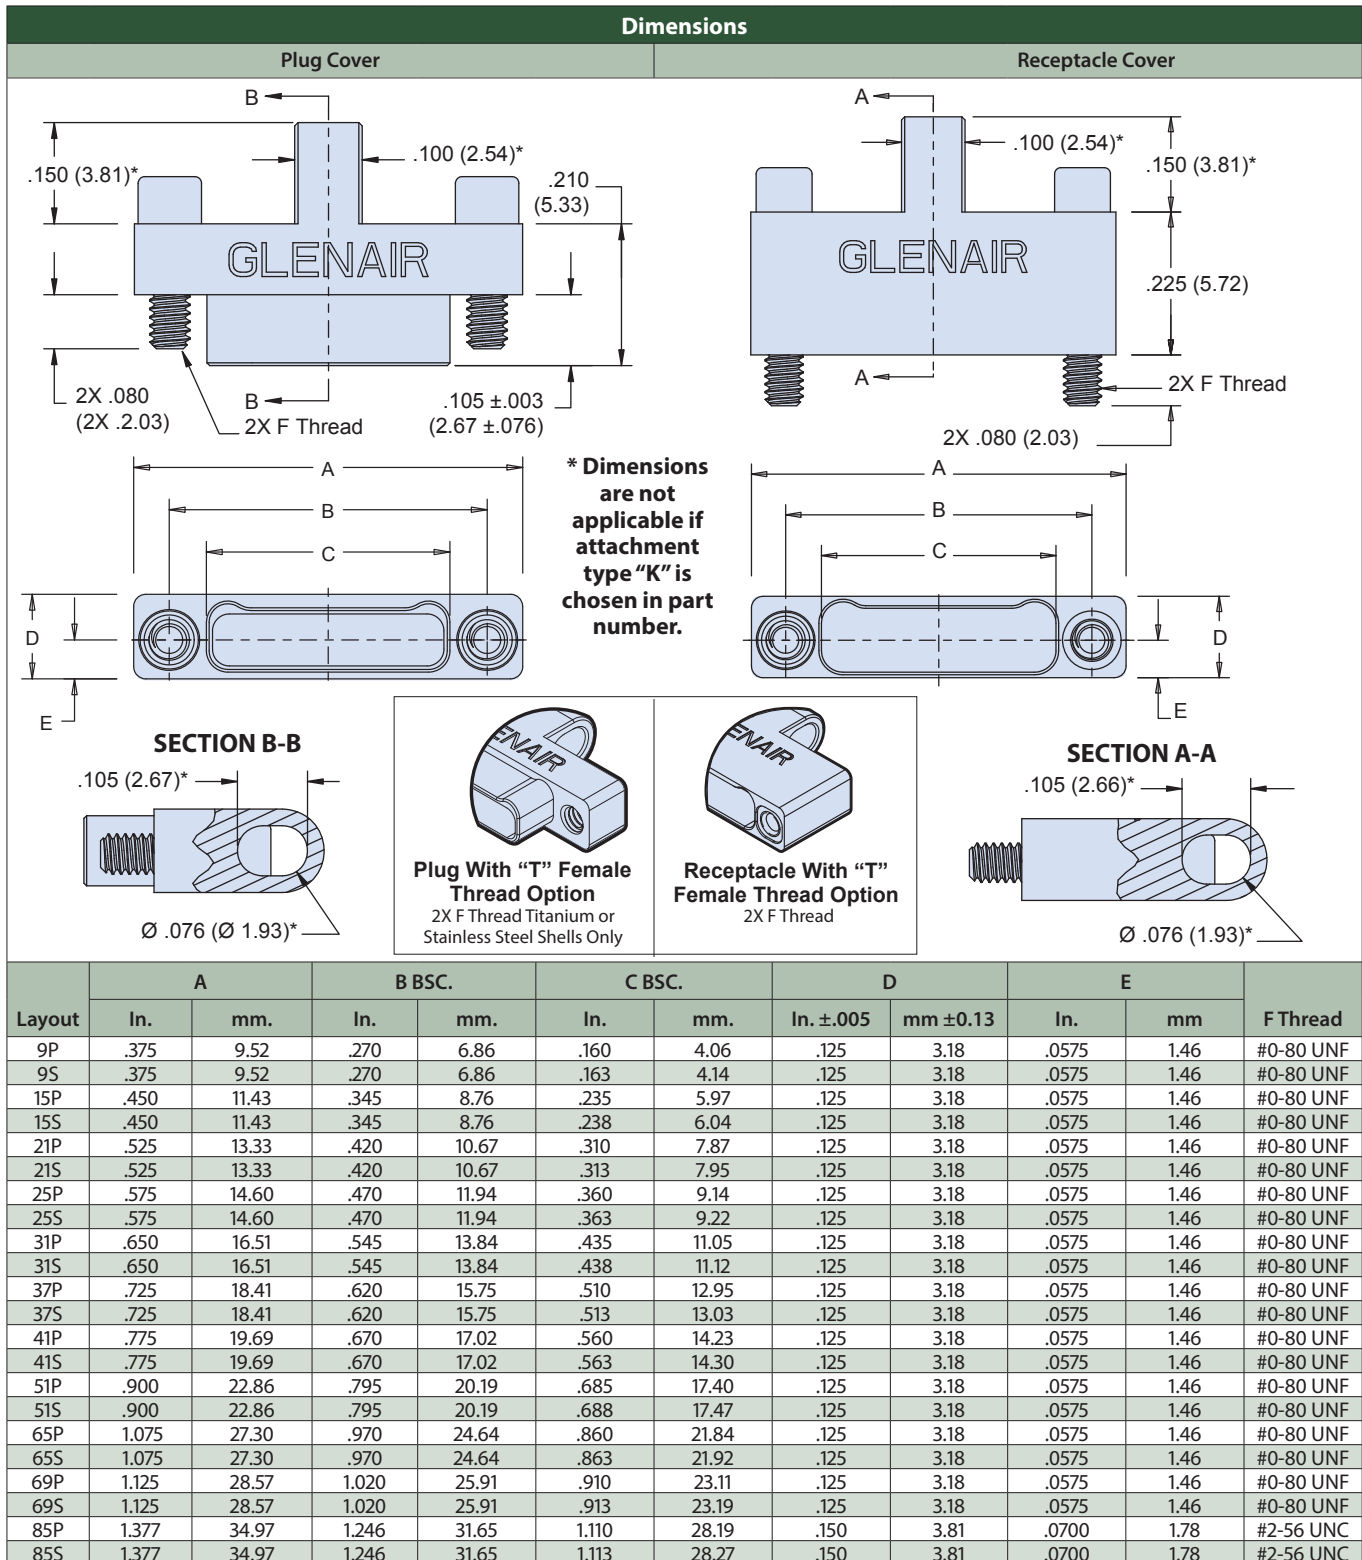 Dimensions
Plug Cover
Receptacle Cover
B
.150 (3.81)*
.100 (2.54)*
.210
(5.33)
GLENAIR
2X .080
(2X .2.03)
B
2X F Thread
.105 ±.003
(2.67 ±.076)
A
.100 (2.54)*
.150 (3.81)*
GLENAIR
.225 (5.72)
A
2X F Thread
2X .080 (2.03)
A
B
C
D
E
* Dimensions
are not
applicable if
attachment
type “K” is
chosen in part
number.
A
B
C
D
E
SECTION B-B
.105 (2.67)*
Ø .076 (Ø 1.93)*
ENAIR
Plug With “T” Female
Thread Option
2X F Thread Titanium or
Stainless Steel Shells Only
ENAIR
Receptacle With “T”
Female Thread Option
2X F Thread
SECTION A-A
.105 (2.66)*
Ø .076 (1.93)*
A B BSC. C BSC. D E
Layout In. mm. In. mm. In. mm. In. ±.005 mm ±0.13 In. mm F Thread
9P .375 9.52 .270 6.86 .160 4.06 .125 3.18 .0575 1.46 #0-80 UNF
9S .375 9.52 .270 6.86 .163 4.14 .125 3.18 .0575 1.46 #0-80 UNF
15P .450 11.43 .345 8.76 .235 5.97 .125 3.18 .0575 1.46 #0-80 UNF
15S .450 11.43 .345 8.76 .238 6.04 .125 3.18 .0575 1.46 #0-80 UNF
21P .525 13.33 .420 10.67 .310 7.87 .125 3.18 .0575 1.46 #0-80 UNF
21S .525 13.33 .420 10.67 .313 7.95 .125 3.18 .0575 1.46 #0-80 UNF
25P .575 14.60 .470 11.94 .360 9.14 .125 3.18 .0575 1.46 #0-80 UNF
25S .575 14.60 .470 11.94 .363 9.22 .125 3.18 .0575 1.46 #0-80 UNF
31P .650 16.51 .545 13.84 .435 11.05 .125 3.18 .0575 1.46 #0-80 UNF
31S .650 16.51 .545 13.84 .438 11.12 .125 3.18 .0575 1.46 #0-80 UNF
37P .725 18.41 .620 15.75 .510 12.95 .125 3.18 .0575 1.46 #0-80 UNF
37S .725 18.41 .620 15.75 .513 13.03 .125 3.18 .0575 1.46 #0-80 UNF
41P .775 19.69 .670 17.02 .560 14.23 .125 3.18 .0575 1.46 #0-80 UNF
41S .775 19.69 .670 17.02 .563 14.30 .125 3.18 .0575 1.46 #0-80 UNF
51P .900 22.86 .795 20.19 .685 17.40 .125 3.18 .0575 1.46 #0-80 UNF
51S .900 22.86 .795 20.19 .688 17.47 .125 3.18 .0575 1.46 #0-80 UNF
65P 1.075 27.30 .970 24.64 .860 21.84 .125 3.18 .0575 1.46 #0-80 UNF
65S 1.075 27.30 .970 24.64 .863 21.92 .125 3.18 .0575 1.46 #0-80 UNF
69P 1.125 28.57 1.020 25.91 .910 23.11 .125 3.18 .0575 1.46 #0-80 UNF
69S 1.125 28.57 1.020 25.91 .913 23.19 .125 3.18 .0575 1.46 #0-80 UNF
85P 1.377 34.97 1.246 31.65 1.110 28.19 .150 3.81 .0700 1.78 #2-56 UNC
85S 1.377 34.97 1.246 31.65 1.113 28.27 .150 3.81 .0700 1.78 #2-56 UNC